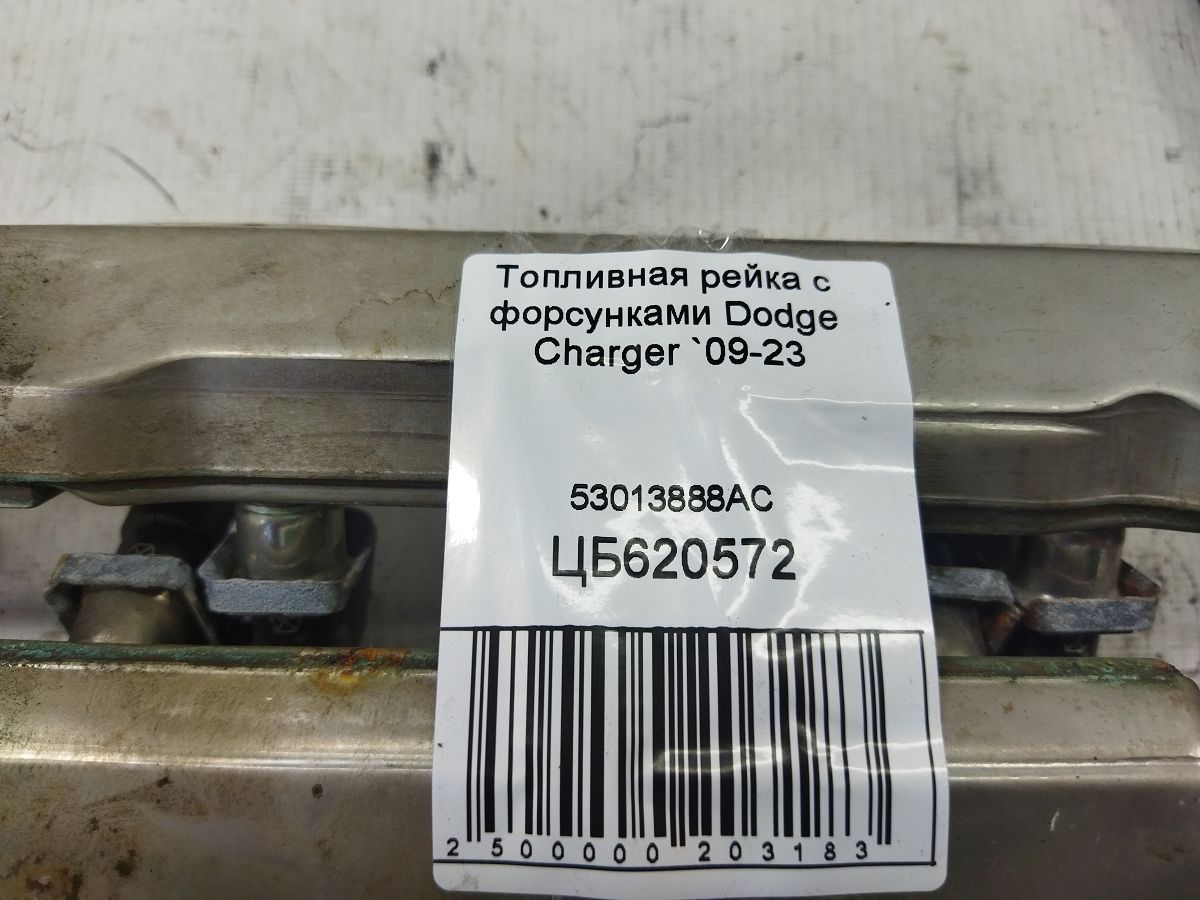 Топливная рейка с
форсунками Dodge
Charger `09-23
53013888AC
ЦБ620572
2 500000 203183